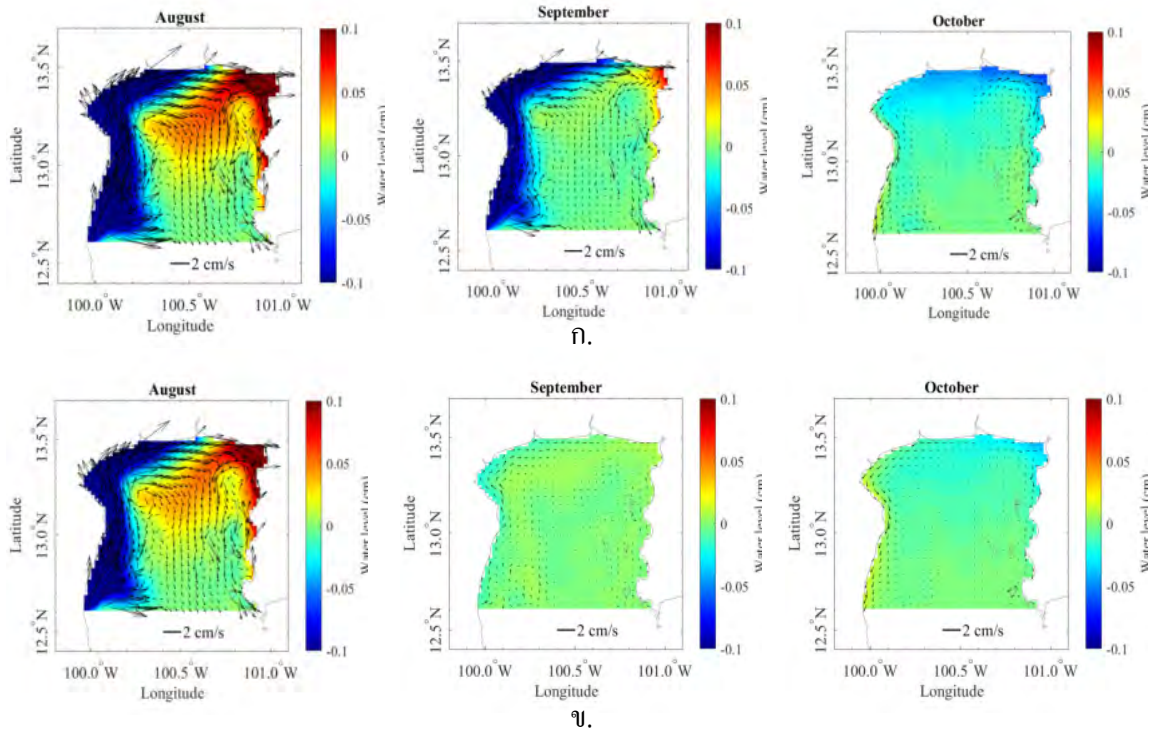 August
September
October
0.1
0.05
0
-0.05
-0.1
Water level (cm)
0.1
0.05
0
-0.05
-0.1
Water level (cm)
0.1
0.05
0
-0.05
-0.1
Water level (cm)
Latitude
13.5°N
13.0°N
12.5°N
Latitude
13.5°N
13.0°N
12.5°N
Latitude
13.5°N
13.0°N
12.5°N
2 cm/s
2 cm/s
2 cm/s
100.0°W 100.5°W 101.0°W
100.0°W 100.5°W 101.0°W
100.0°W 100.5°W 101.0°W
Longitude
Longitude
Longitude
ก.
August
September
October
0.1
0.05
0
-0.05
-0.1
Water level (cm)
0.1
0.05
0
-0.05
-0.1
Water level (cm)
0.1
0.05
0
-0.05
-0.1
Water level (cm)
Latitude
13.5°N
13.0°N
12.5°N
Latitude
13.5°N
13.0°N
12.5°N
Latitude
13.5°N
13.0°N
12.5°N
2 cm/s
2 cm/s
2 cm/s
100.0°W 100.5°W 101.0°W
100.0°W 100.5°W 101.0°W
100.0°W 100.5°W 101.0°W
Longitude
Longitude
Longitude
ข.